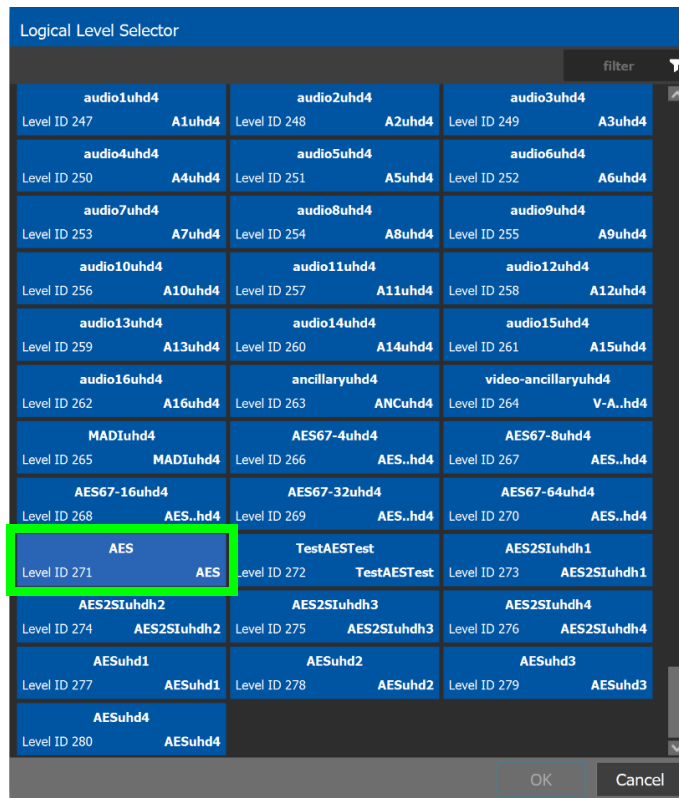 Logical Level Selector
filter
audio1uhd4 audio2uhd4 audio3uhd4
Level ID 247 A1uhd4 Level ID 248 A2uhd4 Level ID 249 A3uhd4
audio4uhd4 audio5uhd4 audio6uhd4
Level ID 250 A4uhd4 Level ID 251 A5uhd4 Level ID 252 A6uhd4
audio7uhd4 audio8uhd4 audio9uhd4
Level ID 253 A7uhd4 Level ID 254 A8uhd4 Level ID 255 A9uhd4
audio10uhd4 audio11uhd4 audio12uhd4
Level ID 256 A10uhd4 Level ID 257 A11uhd4 Level ID 258 A12uhd4
audio13uhd4 audio14uhd4 audio15uhd4
Level ID 259 A13uhd4 Level ID 260 A14uhd4 Level ID 261 A15uhd4
audio16uhd4 ancillaryuhd4 video-ancillaryuhd4
Level ID 262 A16uhd4 Level ID 263 ANCuhd4 Level ID 264 V-A..hd4
MADIuhd4 AES67-4uhd4 AES67-8uhd4
Level ID 265 MADIuhd4 Level ID 266 AES..hd4 Level ID 267 AES..hd4
AES67-16uhd4 AES67-32uhd4 AES67-64uhd4
Level ID 268 AES..hd4 Level ID 269 AES..hd4 Level ID 270 AES..hd4
AES TestAESTest AES2SIuhdh1
Level ID 271 AES Level ID 272 TestAESTest Level ID 273 AES2SIuhdh1
AES2SIuhdh2 AES2SIuhdh3 AES2SIuhdh4
Level ID 274 AES2SIuhdh2 Level ID 275 AES2SIuhdh3 Level ID 276 AES2SIuhdh4
AESuhd1 AESuhd2 AESuhd3
Level ID 277 AESuhd1 Level ID 278 AESuhd2 Level ID 279 AESuhd3
AESuhd4
Level ID 280 AESuhd4
OK Cancel